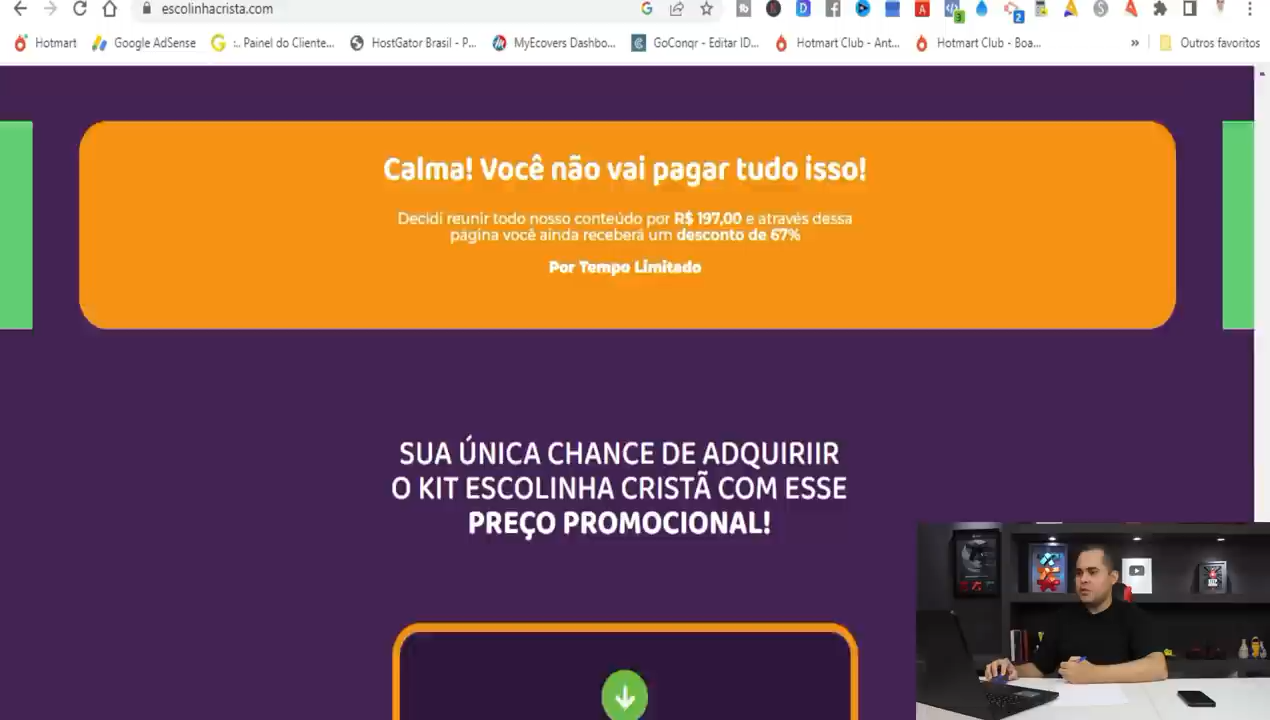 escolinhacrista.com
Hotmart
Google AdSense
:. Painel do Cliente...
HostGator Brasil - P...
MyEcovers Dashbo...
GoConqr - Editar ID...
Hotmart Club - Ant...
Hotmart Club - Boa...
»
Outros favoritos
Calma! Você não vai pagar tudo isso!
Decidi reunir todo nosso conteúdo por R$ 197,00 e através dessa
página você ainda receberá um desconto de 67%
Por Tempo Limitado
SUA ÚNICA CHANCE DE ADQUIRIIR
O KIT ESCOLINHA CRISTÃ COM ESSE
PREÇO PROMOCIONAL!